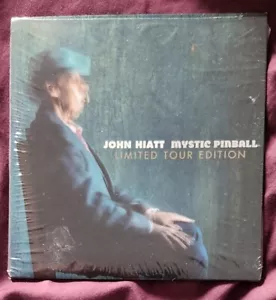 JOHN HIATT MYSTIC PINBALL
LIMITED TOUR EDITION